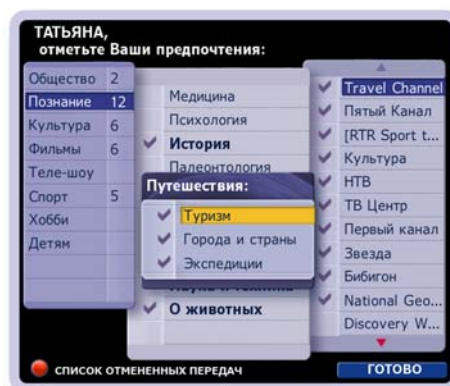 ТАТЬЯНА,
отметьте Ваши предпочтения:
Общество 2
Познание 12
Культура 6
Фильмы 6
Теле-шоу
Спорт 5
Хобби
Детям
Медицина
Психология
История
Палеонтология
Путешествия:
Туризм
Города и страны
Экспедиции
О животных
Travel Channel
Пятый Канал
[RTR Sport t...
Культура
НТВ
ТВ Центр
Первый канал
Звезда
Бибигон
National Geo...
Discovery W...
СПИСОК ОТМЕНЕННЫХ ПЕРЕДАЧ
ГОТОВО